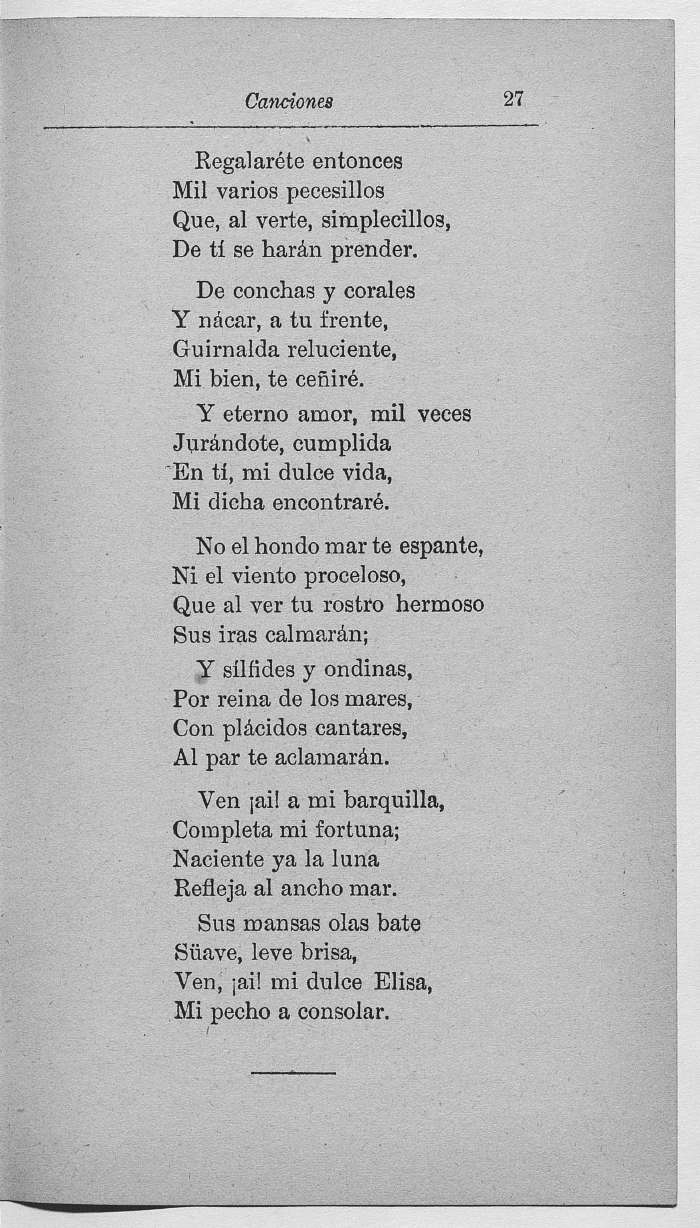 Canciones 27
Regalaréte entonces
Mil varios pecesillos
Que, al verte, simplecillos,
De tí se harán prender.
De conchas y corales
Y nácar, a tu frente,
Guirnalda reluciente,
Mi bien, te ceñiré.
Y eterno amor, mil veces
Jurándote, cumplida
En tí, mi dulce vida,
Mi dicha encontraré.
No el hondo mar te espante,
Ni el viento proceloso,
Que al ver tu rostro hermoso
Sus iras calmarán;
Y sílfides y ondinas,
Por reina de los mares,
Con plácidos cantares,
Al par te aclamarán.
Ven ¡ai! a mi barquilla,
Completa mi fortuna;
Naciente ya la luna
Refleja al ancho mar.
Sus mansas olas bate
Süave, leve brisa,
Ven, ¡ai! mi dulce Elisa,
Mi pecho a consolar.